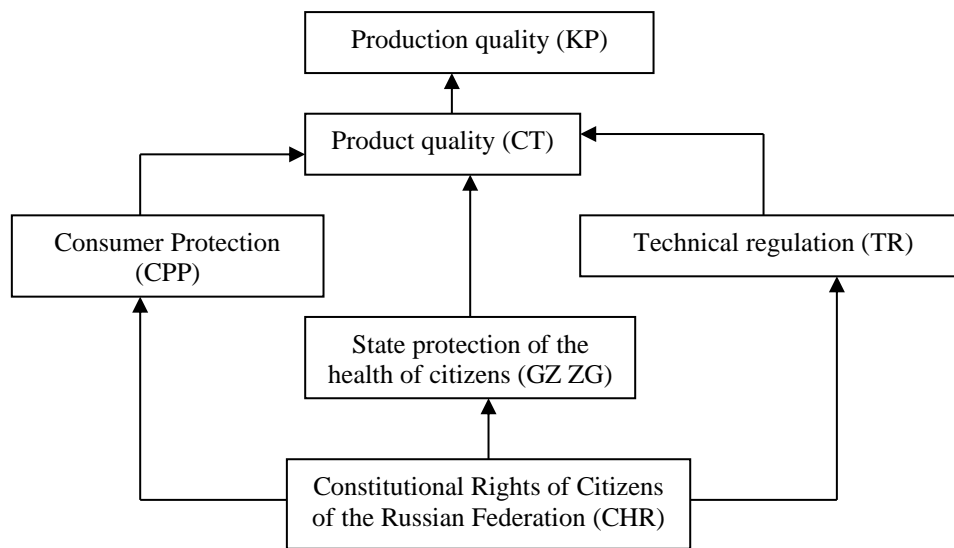 Production quality (KP)
Product quality (CT)
Consumer Protection
(CPP)
Technical regulation (TR)
State protection of the
health of citizens (GZ ZG)
Constitutional Rights of Citizens
of the Russian Federation (CHR)